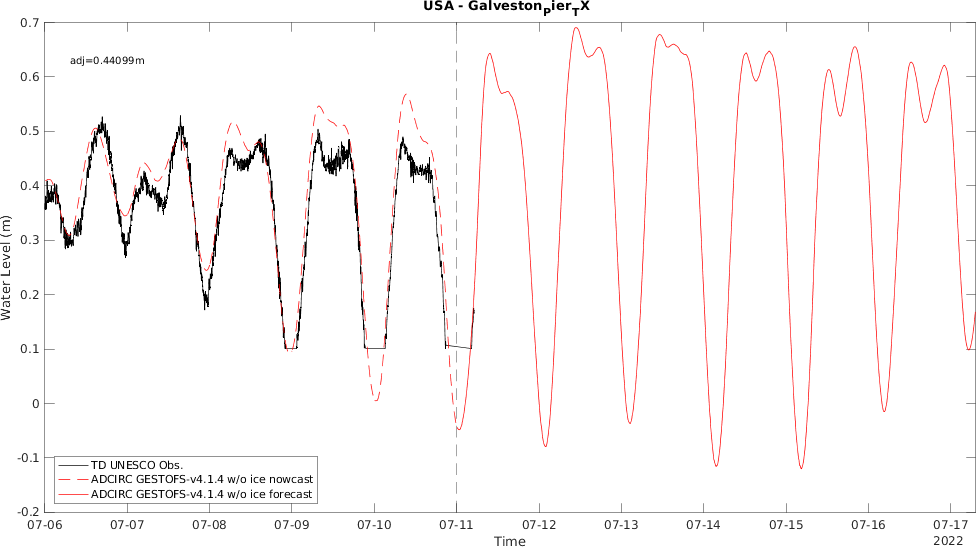 USA - Galveston_Pier_TX
0.7
adj=0.44099m
0.6
0.5
0.4
0.3
0.2
0.1
0
-0.1
-0.2
Water Level (m)
TD UNESCO Obs.
ADCIRC GESTOFS-v4.1.4 w/o ice nowcast
ADCIRC GESTOFS-v4.1.4 w/o ice forecast
07-06 07-07 07-08 07-09 07-10 07-11 07-12 07-13 07-14 07-15 07-16 07-17
Time
2022